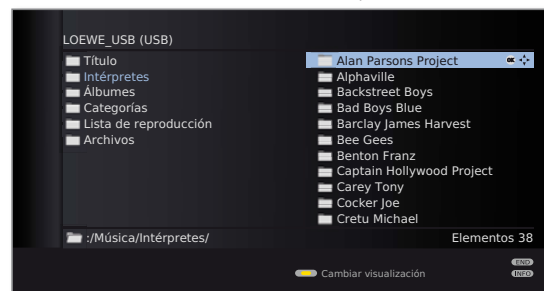 LOEWE_USB (USB)
Título
Intérpretes
Álbumes
Categorías
Lista de reproducción
Archivos
:/Música/Intérpretes/
Alan Parsons Project OK
Alphaville
Backstreet Boys
Bad Boys Blue
Barclay James Harvest
Bee Gees
Benton Franz
Captain Hollywood Project
Carey Tony
Cocker Joe
Cretu Michael
Elementos 38
Cambiar visualización
END
INFO